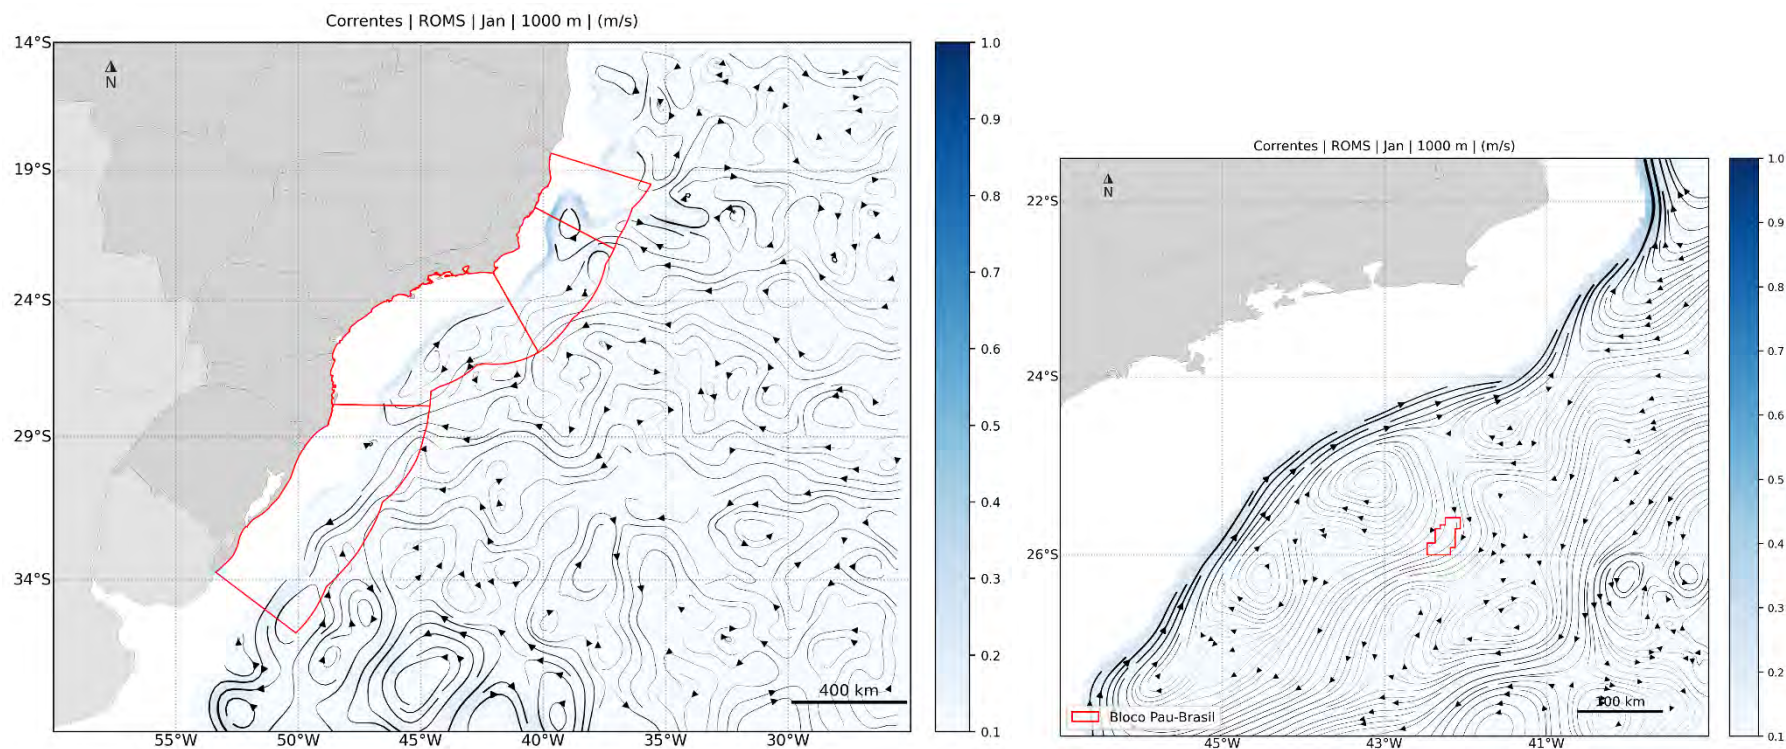 Correntes | ROMS | Jan | 1000 m | (m/s)
14°S
19°S
24°S
29°S
34°S
N
400 km
55°W
50°W
45°W
40°W
35°W
30°W
1.0
0.9
0.8
0.7
0.6
0.5
0.4
0.3
0.2
0.1
Correntes | ROMS | Jan | 1000 m | (m/s)
22°S
24°S
26°S
N
Bloco Pau-Brasil
km
45°W
43°W
41°W
1.0
0.9
0.8
0.7
0.6
0.5
0.4
0.3
0.2
0.1